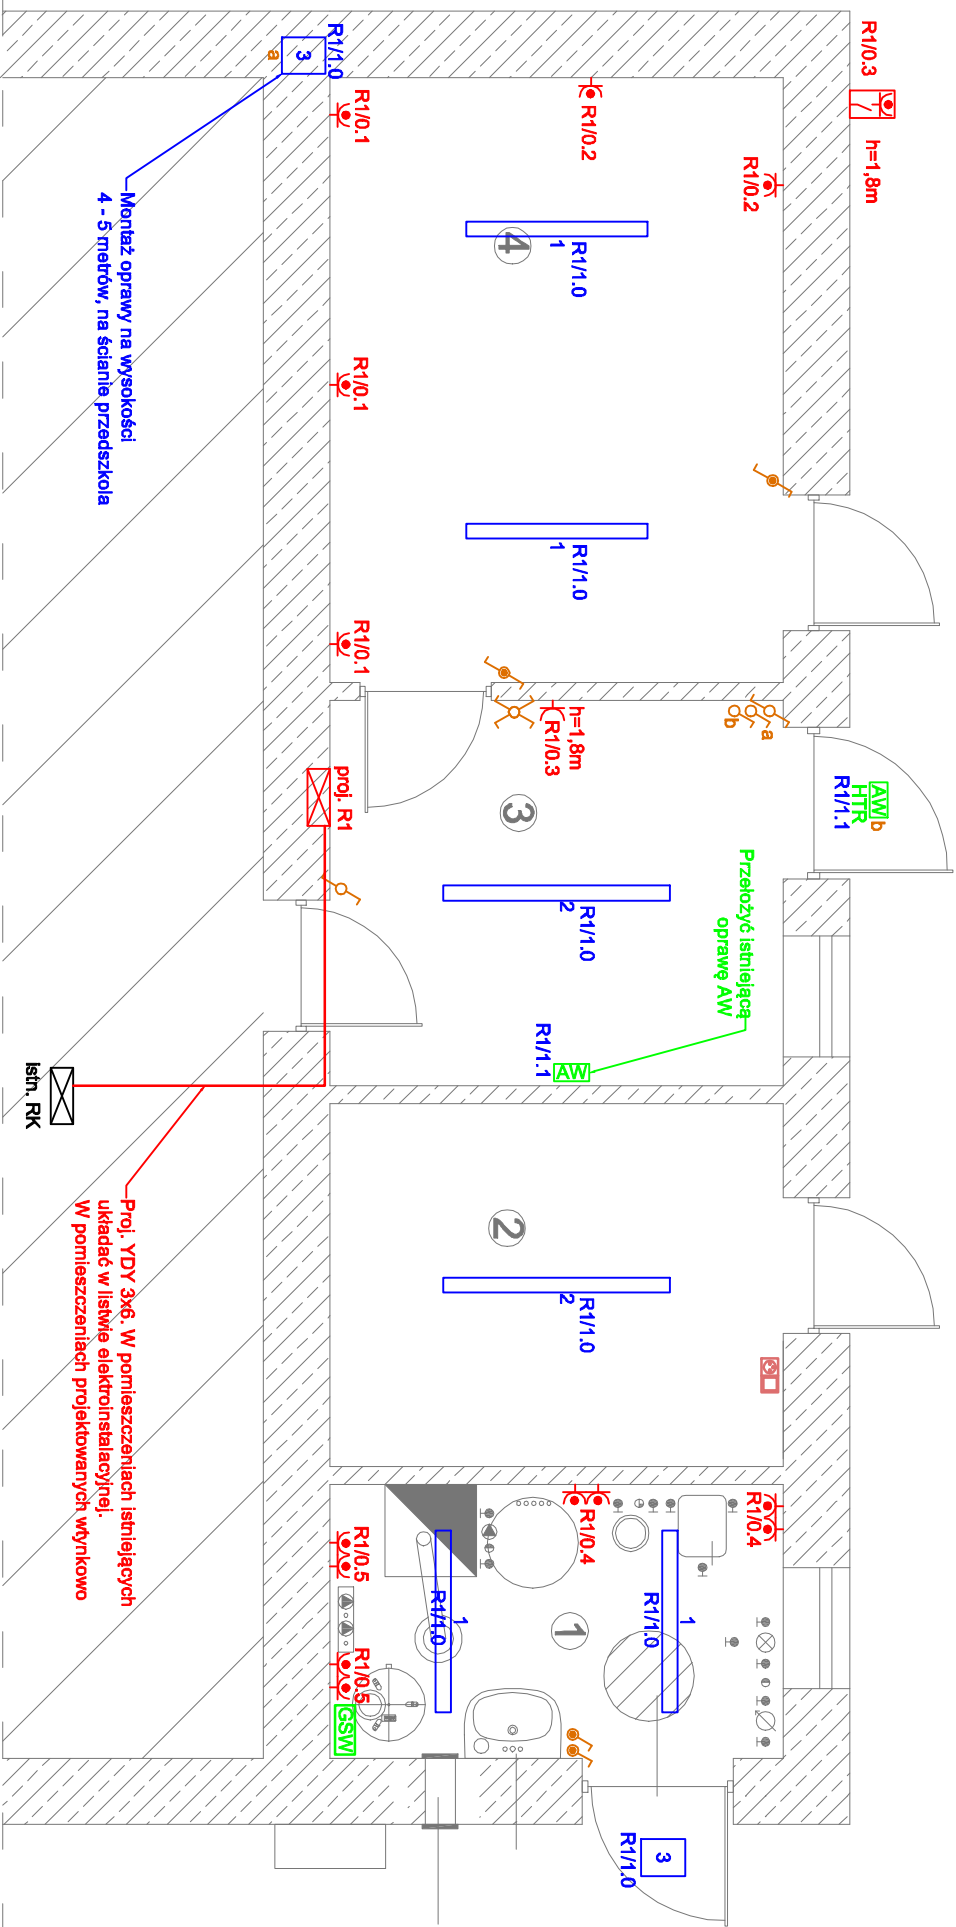 R1/0.3
h=1,8m
R1/1.0
3
a
R1/0.1
R1/0.2
R1/0.2
Montaż oprawy na wysokości
4 - 5 metrów, na ścianie przedszkola
4
R1/1.0
1
R1/0.1
R1/1.0
1
R1/0.1
h=1,8m
R1/0.3
a
b
proj. R1
3
AW
b
HTR
R1/1.1
R1/1.0
2
Przełożyć istniejącą
oprawę AW
R1/1.1
AW
istn. RK
Proj. YDY 3x6. W pomieszczeniach istniejących
układać w listwie elektroinstalacyjnej.
W pomieszczeniach projektowanych wtynkowo
2
R1/1.0
2
R1/0.4
R1/0.4
R1/0.5
R1/0.5
1
R1/1.0
1
R1/1.0
1
GSW
3
R1/1.0